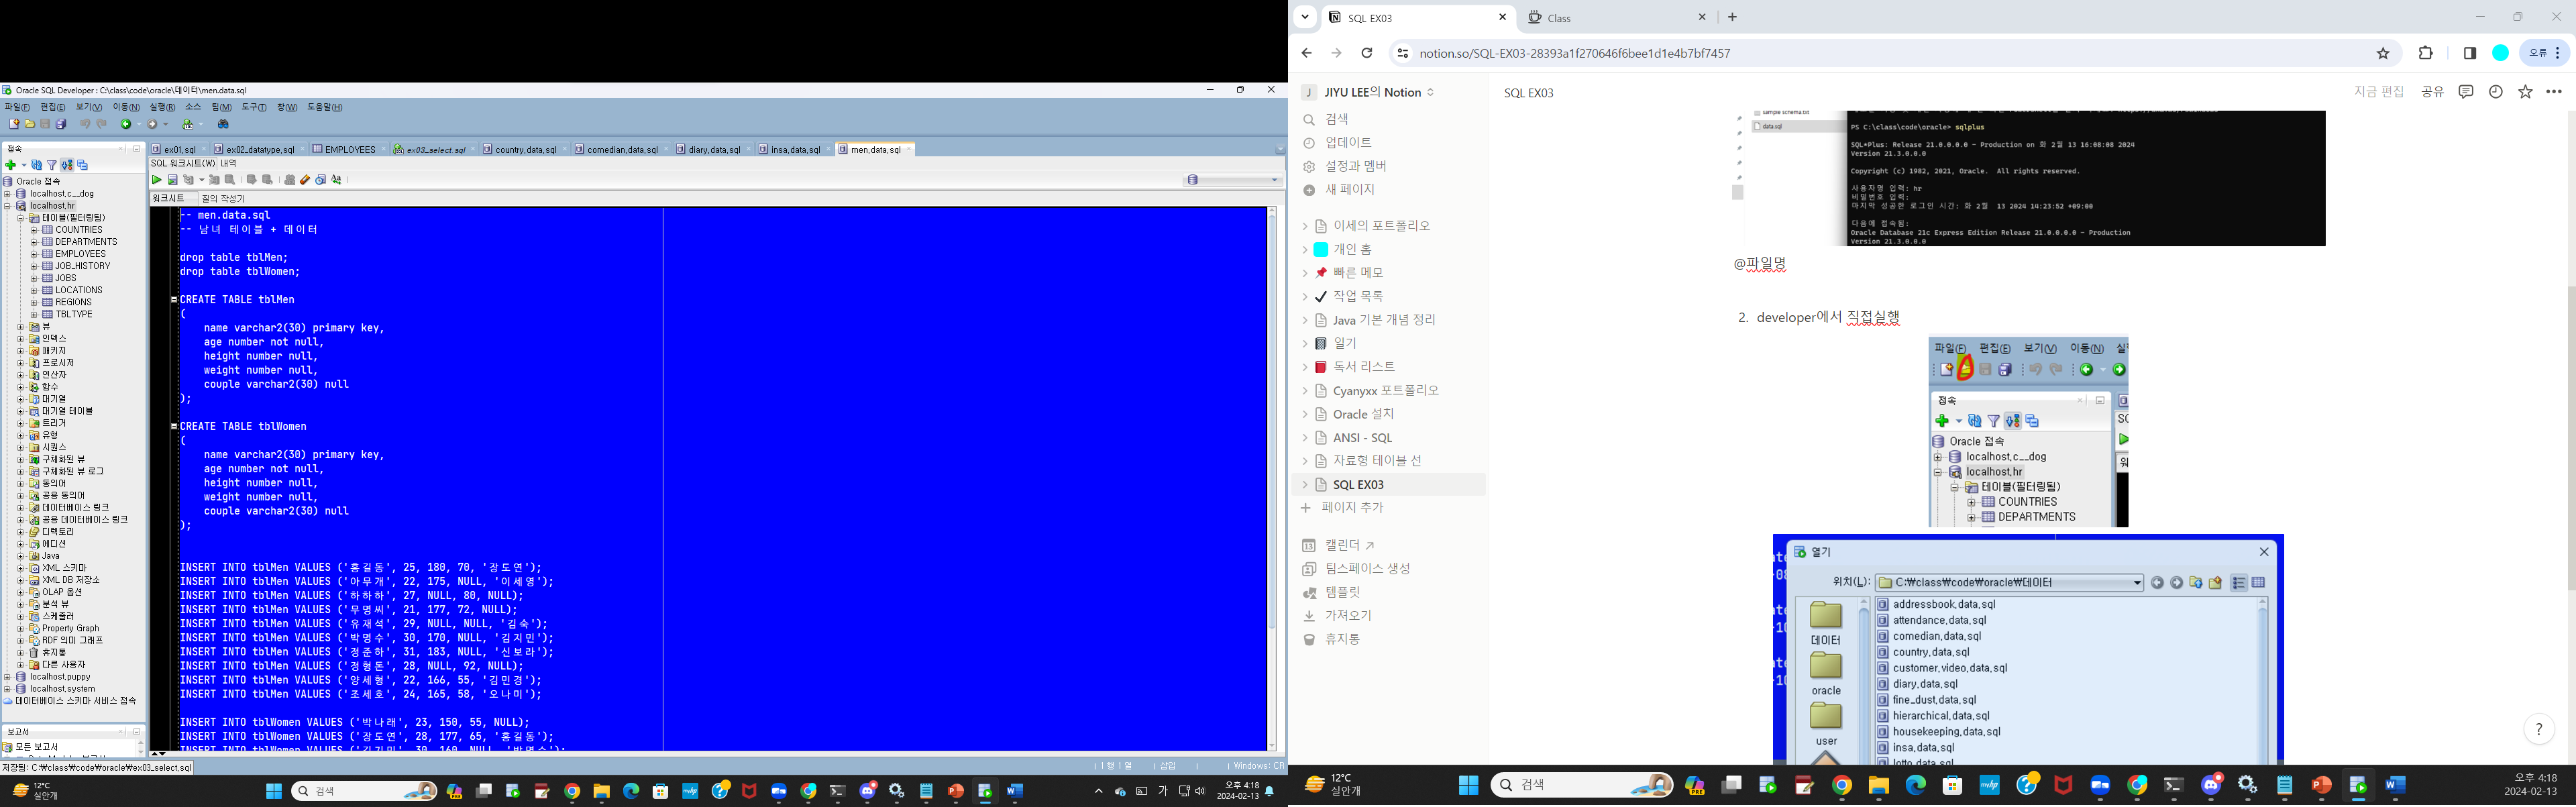 Oracle SQL Developer : C:\class\code\oracle\데이터\men.data.sql
파일(F) 편집(E) 보기(V) 이동(N) 실행(R) 소스 팀(M) 도구(T) 창(W) 도움말(H)
접속
Oracle 접속
localhost.c__dog
localhost.hr
테이블(필터링됨)
COUNTRIES
DEPARTMENTS
EMPLOYEES
JOB_HISTORY
JOBS
LOCATIONS
REGIONS
TBLTYPE
뷰
인덱스
패키지
프로시저
연산자
함수
대기열
대기열 테이블
트리거
유형
시퀀스
구체화된 뷰
구체화된 뷰 로그
동의어
공용 동의어
데이터베이스 링크
공용 데이터베이스 링크
디렉토리
에디션
Java
XML 스키마
XML DB 저장소
OLAP 옵션
분석 뷰
스케줄러
Property Graph
RDF 의미 그래프
휴지통
다른 사용자
localhost.puppy
localhost.system
데이터베이스 스키마 서비스 접속
보고서
모든 보고서
저장됨: C:\class\code\oracle\ex03_select.sql
ex01.sql ex02_datatype.sql EMPLOYEES ex03_select.sql country.data.sql comedian.data.sql diary.data.sql insa.data.sql men.data.sql
SQL 워크시트(W) 내역
워크시트 질의 작성기
-- men.data.sql
-- 남녀 테이블 + 데이터
drop table tblMen;
drop table tblWomen;
CREATE TABLE tblMen
(
name varchar2(30) primary key,
age number not null,
height number null,
weight number null,
couple varchar2(30) null
);
CREATE TABLE tblWomen
(
name varchar2(30) primary key,
age number not null,
height number null,
weight number null,
couple varchar2(30) null
);
INSERT INTO tblMen VALUES ('홍길동', 25, 180, 70, '장도연');
INSERT INTO tblMen VALUES ('아무개', 22, 175, NULL, '이세영');
INSERT INTO tblMen VALUES ('하하하', 27, NULL, 80, NULL);
INSERT INTO tblMen VALUES ('무명씨', 21, 177, 72, NULL);
INSERT INTO tblMen VALUES ('유재석', 29, NULL, NULL, '김숙');
INSERT INTO tblMen VALUES ('박명수', 30, 170, NULL, '김지민');
INSERT INTO tblMen VALUES ('정준하', 31, 183, NULL, '신보라');
INSERT INTO tblMen VALUES ('정형돈', 28, NULL, 92, NULL);
INSERT INTO tblMen VALUES ('양세형', 22, 166, 55, '김민경');
INSERT INTO tblMen VALUES ('조세호', 24, 165, 58, '오나미');
INSERT INTO tblWomen VALUES ('박나래', 23, 150, 55, NULL);
INSERT INTO tblWomen VALUES ('장도연', 28, 177, 65, '홍길동');
INSERT INTO tblWomen VALUES ('김지민', 30, 160, NULL, '박명수');
1 행 1 열 삽입 Windows: CR
12°C
실안개
검색
오후 4:18
2024-02-13
SQL EX03
Class
notion.so/SQL-EX03-28393a1f270646f6bee1d1e4b7bf7457
오류
J JIYU LEE의 Notion
검색
업데이트
설정과 멤버
새 페이지
이세의 포트폴리오
개인 홈
빠른 메모
작업 목록
Java 기본 개념 정리
일기
독서 리스트
Cyanyxx 포트폴리오
Oracle 설치
ANSI - SQL
자료형 테이블 선
SQL EX03
페이지 추가
캘린더
팀스페이스 생성
템플릿
가져오기
휴지통
SQL EX03
지금 편집 공유
sample schema.txt
data.sql
PS C:\class\code\oracle> sqlplus
SQL*Plus: Release 21.0.0.0.0 - Production on 화 2월 13 16:08:08 2024
Version 21.3.0.0.0
Copyright (c) 1982, 2021, Oracle. All rights reserved.
사용자명 입력: hr
비밀번호 입력:
마지막 성공한 로그인 시간: 화 2월 13 2024 14:23:52 +09:00
다음에 접속됨:
Oracle Database 21c Express Edition Release 21.0.0.0.0 - Production
Version 21.3.0.0.0
@파일명
2. developer에서 직접실행
파일(F) 편집(E) 보기(V) 이동(N) 실
접속
Oracle 접속
localhost.c__dog
localhost.hr
테이블(필터링됨)
COUNTRIES
DEPARTMENTS
열기
위치(L): C:₩class₩code₩oracle₩데이터
데이터
oracle
user
addressbook.data.sql
attendance.data.sql
comedian.data.sql
country.data.sql
customer.video.data.sql
diary.data.sql
fine_dust.data.sql
hierarchical.data.sql
housekeeping.data.sql
insa.data.sql
lotto.data.sql
?
12°C
실안개
검색
오후 4:18
2024-02-13